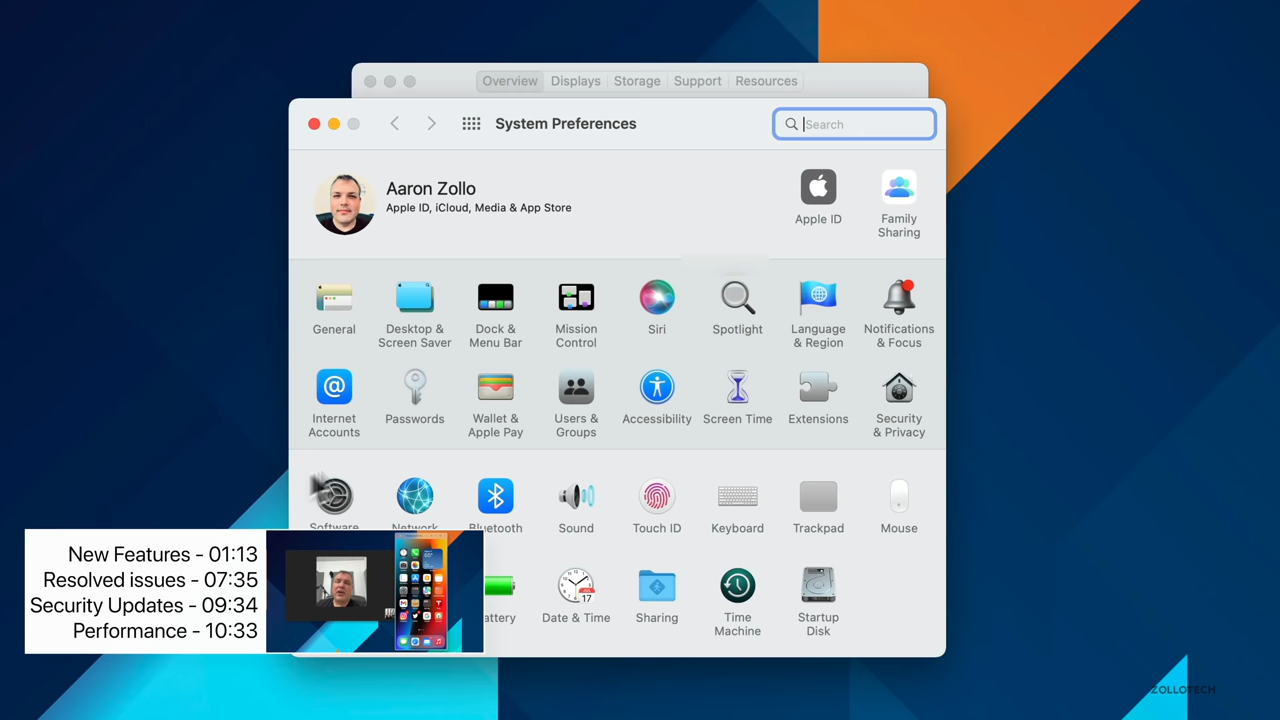 Overview Displays Storage Support Resources
System Preferences
Search
Aaron Zollo
Apple ID, iCloud, Media & App Store
Apple ID
Family
Sharing
General
Desktop &
Screen Saver
Dock &
Menu Bar
Mission
Control
Siri
Spotlight
Language
& Region
Notifications
& Focus
Internet
Accounts
Passwords
Wallet &
Apple Pay
Users &
Groups
Accessibility
Screen Time
Extensions
Security
& Privacy
Software
Network
Bluetooth
Sound
Touch ID
Keyboard
Trackpad
Mouse
attery
Date & Time
Sharing
Time
Machine
Startup
Disk
New Features - 01:13
Resolved issues - 07:35
Security Updates - 09:34
Performance - 10:33
ZOLLOTECH